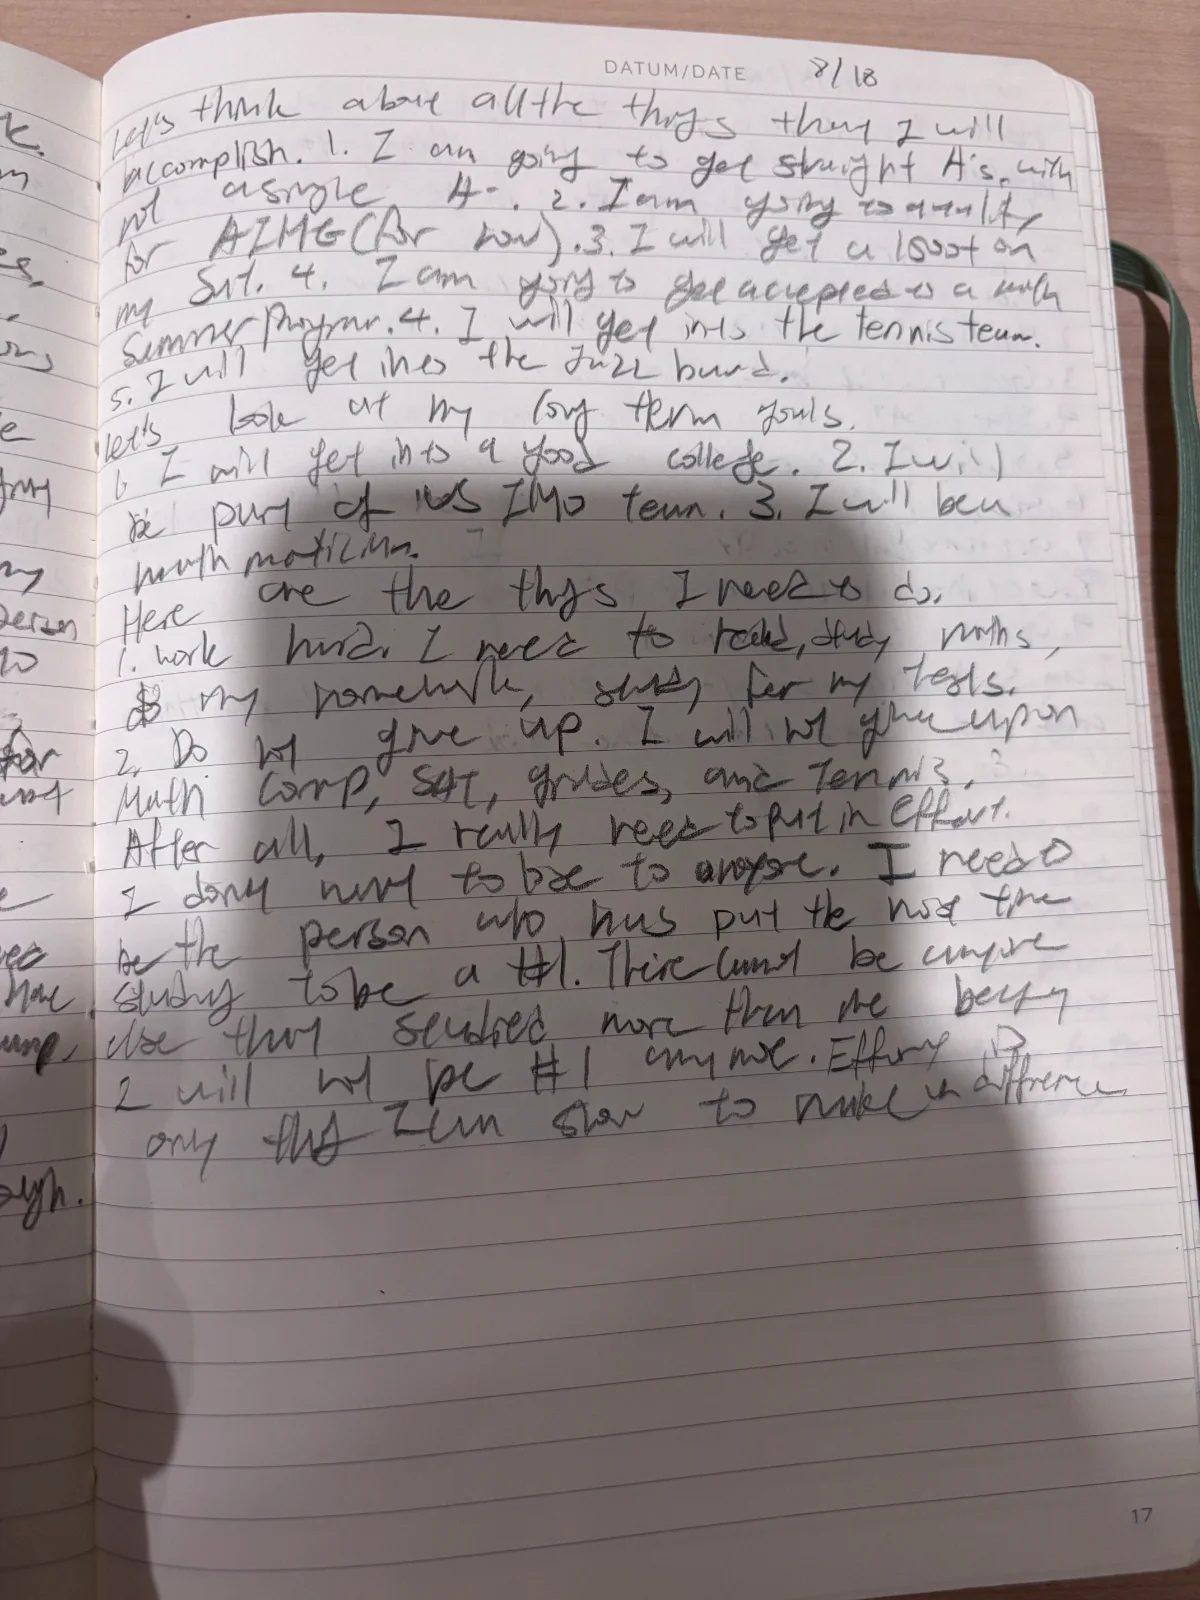 DATUM/DATE 8/18
Let's think about all the things that I will
accomplish. 1. I am going to get straight A's, with
not a single A-. 2. I am going to qualify
for AIME (for now). 3. I will get a 1500+ on
my Sat. 4. I am going to get accepted to a math
summer program. 4. I will get into the tennis team.
5. I will get into the Jazz band.
Let's look at my long term goals.
1. I will get into a good college. 2. I will
be part of US IMO team. 3. I will be a
Here are the things I need to do.
1. work hard. I need to read, study maths,
my homework, study for my tests.
2. Do not give up. I will not give up on
Math Comp, SAT, grades, and Tennis.
After all, I really need to put in effort.
I don't want to lose to anyone. I need to
be the person who has put the most time
studying to be a #1. There cannot be anyone
else that studied more than me
I will not be #1 anymore. Effort is
only thing I can show to make a difference
17
for
person
to